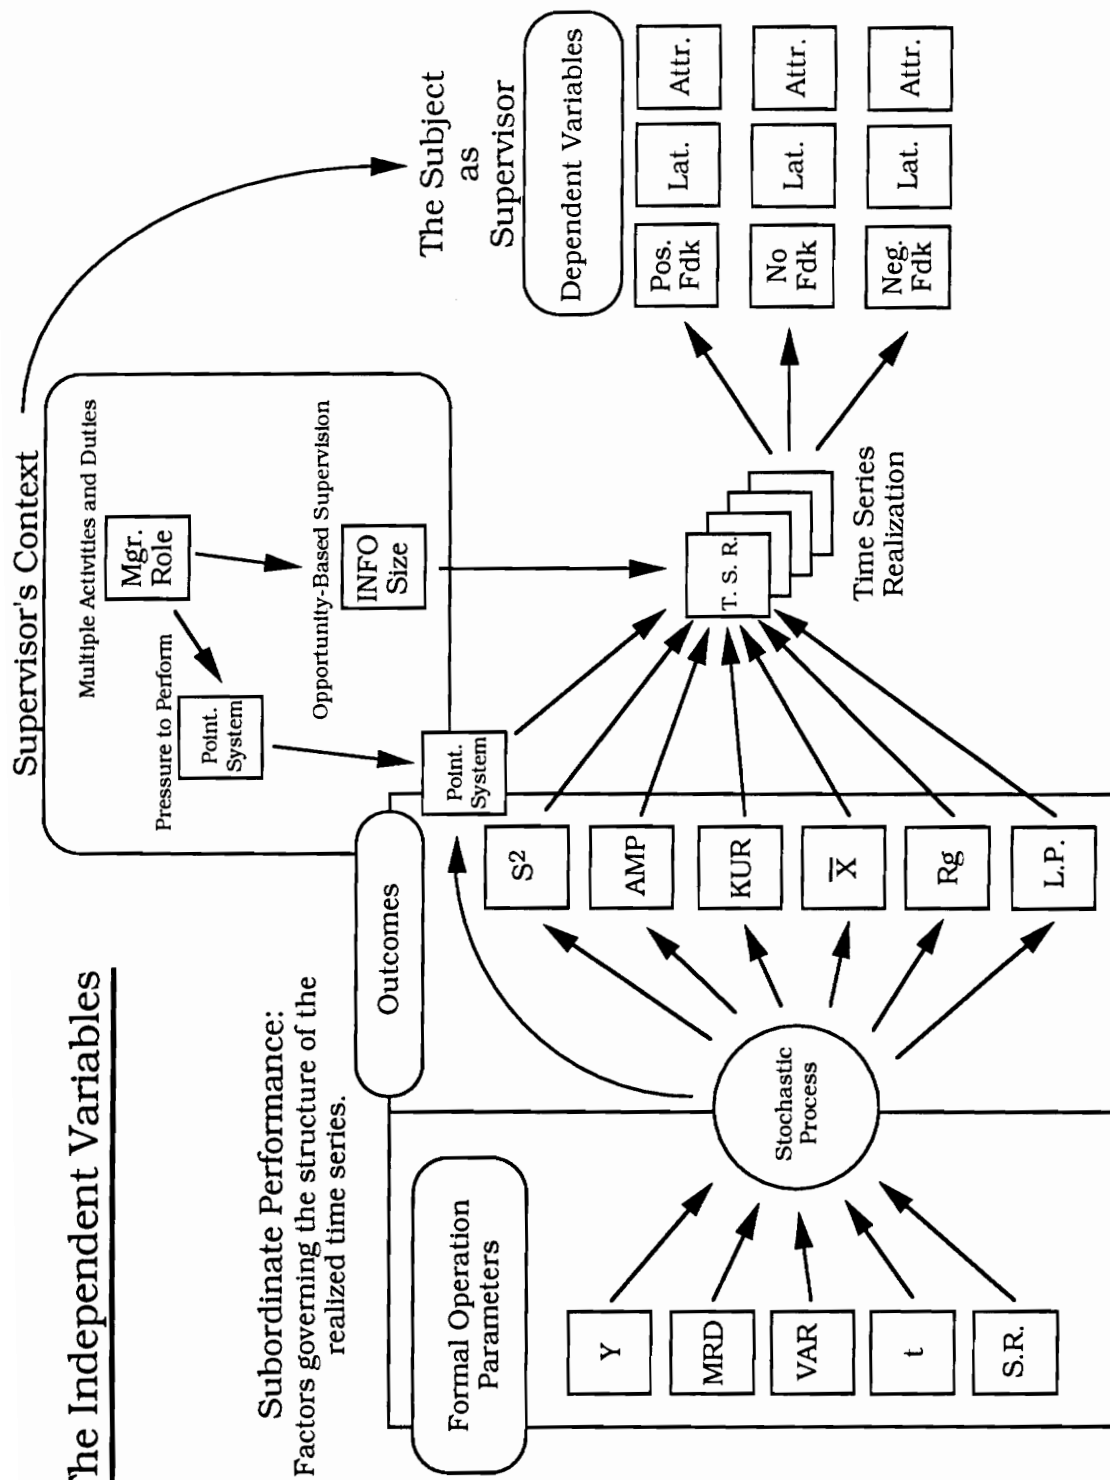 he Independent Variables
Subordinate Performance:
Factors governing the structure of the
realized time series.
Formal Operation
Parameters
Y
MRD
VAR
t
S.R.
Stochastic
Process
Outcomes
Point.
System
S²
AMP
KUR
X̅
Rg
L.P.
Supervisor's Context
Multiple Activities and Duties
Mgr.
Role
Pressure to Perform
Point.
System
Opportunity-Based Supervision
INFO
Size
T. S. R.
Time Series
Realization
The Subject
as
Supervisor
Dependent Variables
Pos.
Fdk
Lat.
Attr.
No
Fdk
Lat.
Attr.
Neg.
Fdk
Lat.
Attr.